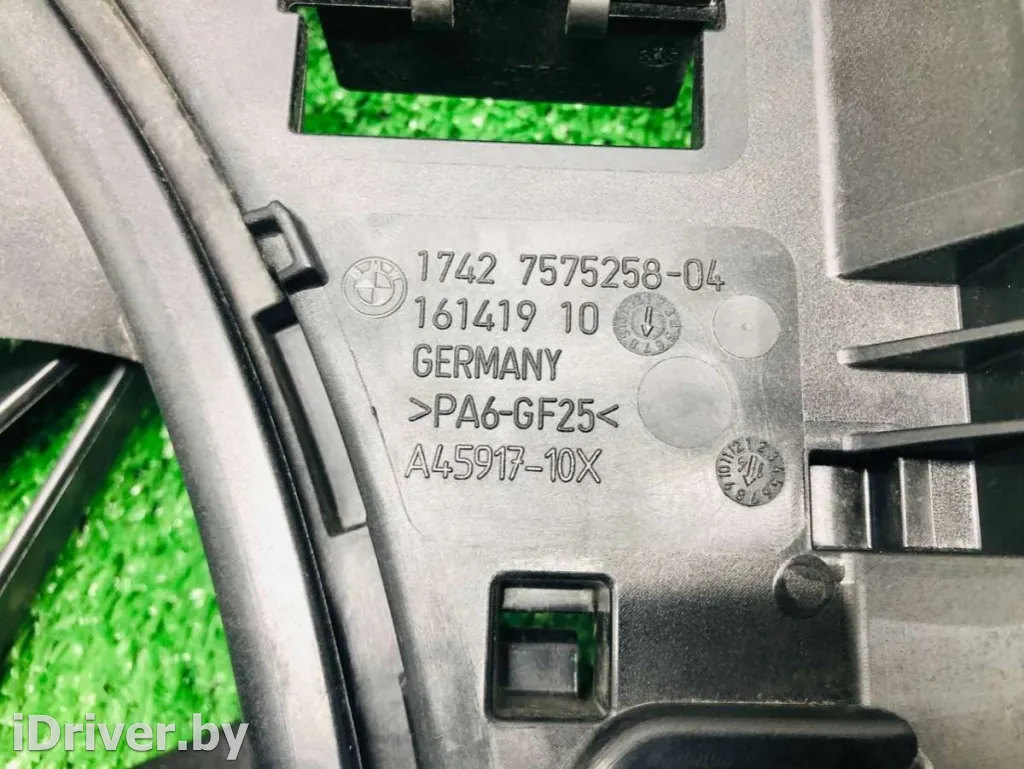 1742 7575258-04
161419 10
GERMANY
>PA6-GF25<
A45917-10X
iDriver.by